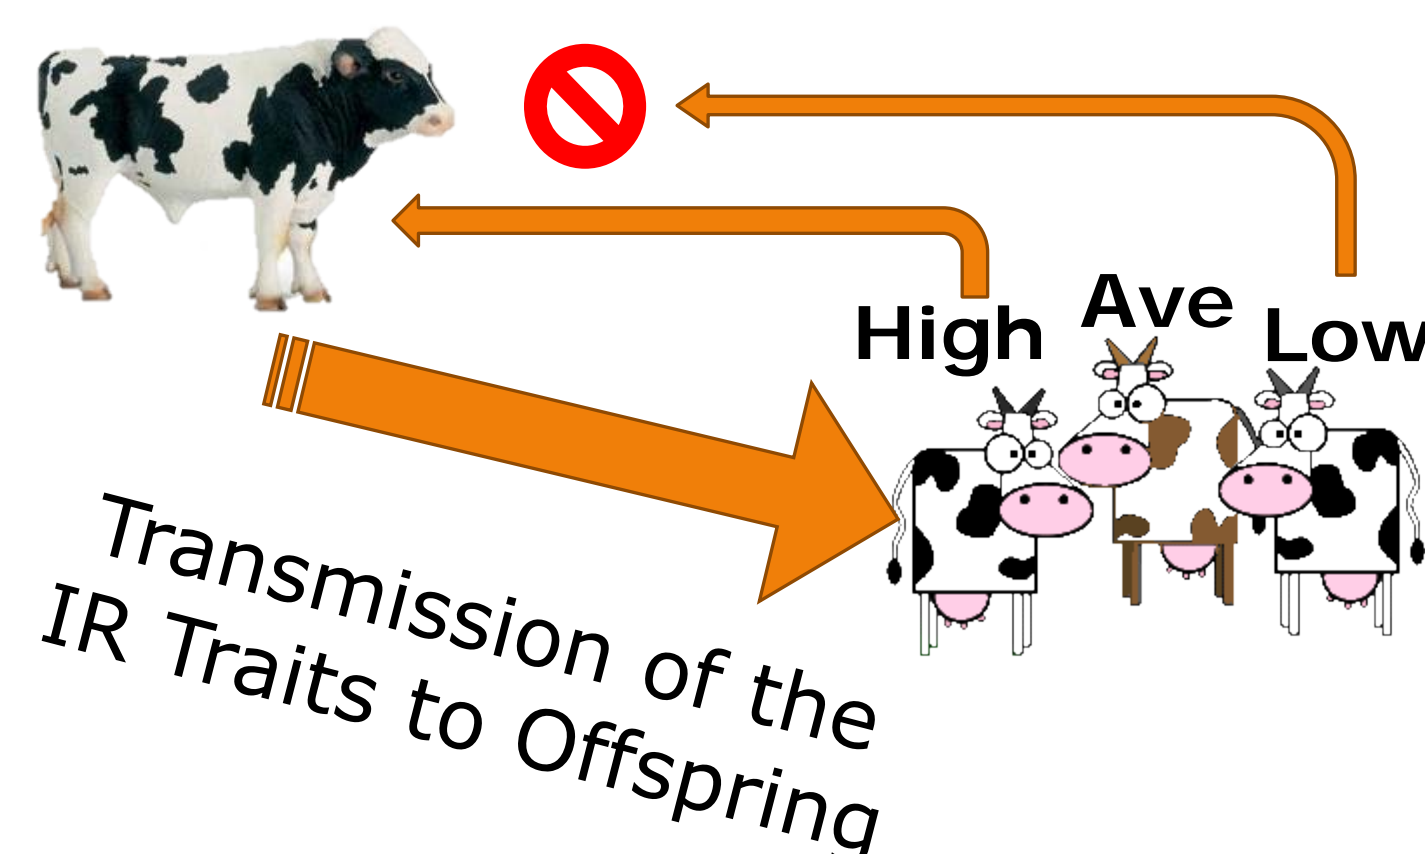 High
Ave
Low
Transmission of the
IR Traits to Offspring